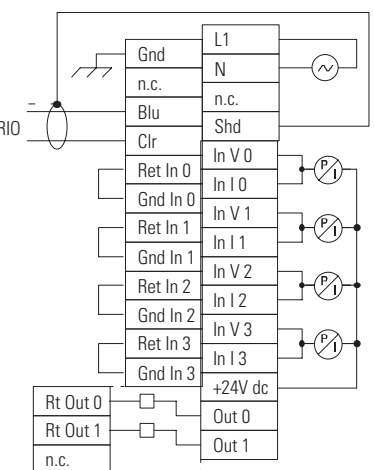 L1
Gnd
N
n.c.
n.c.
Blu
Shd
RIO
Clr
In V 0
Ret In 0
In I 0
Gnd In 0
In V 1
Ret In 1
In I 1
Gnd In 1
In V 2
Ret In 2
In I 2
Gnd In 2
In V 3
Ret In 3
In I 3
Gnd In 3
+24V dc
Rt Out 0
Out 0
Rt Out 1
Out 1
n.c.
P/I
P/I
P/I
P/I